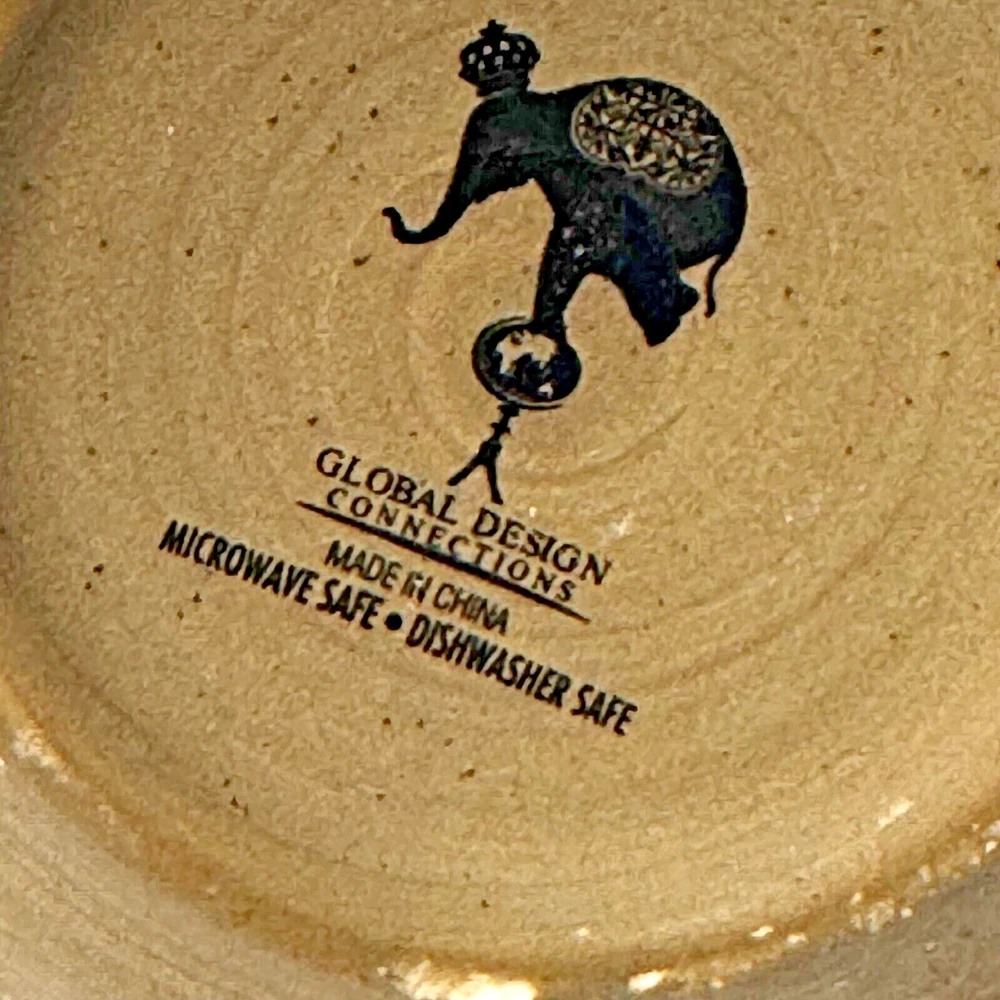 GLOBAL DESIGN
CONNECTIONS
MADE IN CHINA
MICROWAVE SAFE • DISHWASHER SAFE